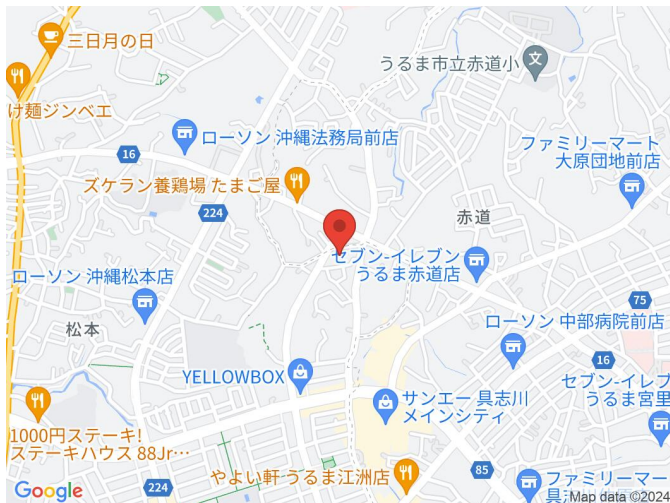 三日月の日
うるま市立赤道小
文
け麺ジンベエ
ローソン 沖縄法務局前店
ファミリーマート
大原団地前店
16
ズケラン養鶏場 たまご屋
224
赤道
セブン-イレブン
うるま赤道店
ローソン 沖縄松本店
75
松本
ローソン 中部病院前店
16
YELLOWBOX
セブン-イレブ
うるま宮里
サンエー 具志川
メインシティ
1000円ステーキ!
ステーキハウス 88Jr…
やよい軒 うるま江洲店
85
224
ファミリーマー
Google
Map data ©2024